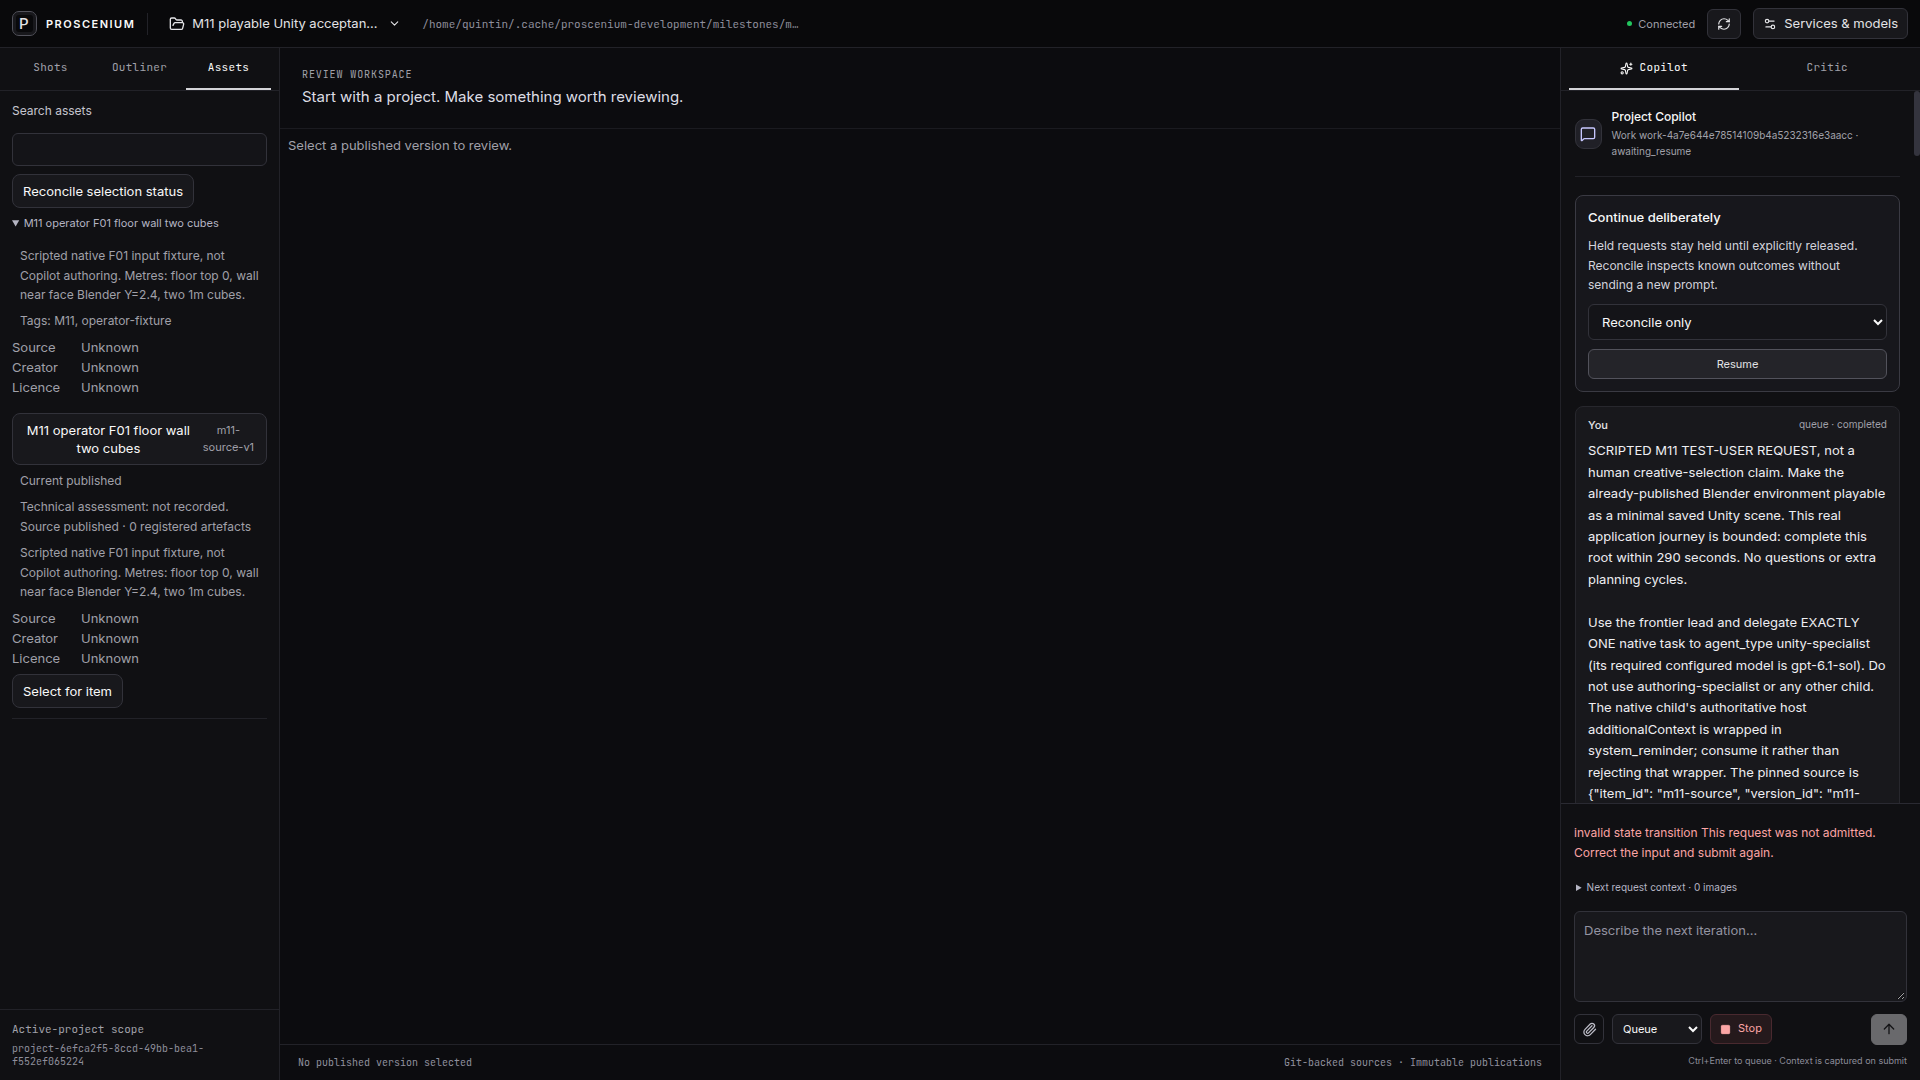 P PROSCENIUM
M11 playable Unity acceptan...
/home/quintin/.cache/proscenium-development/milestones/m…
Connected
Services & models
Shots Outliner Assets
Search assets
Reconcile selection status
M11 operator F01 floor wall two cubes
Scripted native F01 input fixture, not
Copilot authoring. Metres: floor top 0, wall
near face Blender Y=2.4, two 1m cubes.
Tags: M11, operator-fixture
Source Unknown
Creator Unknown
Licence Unknown
M11 operator F01 floor wall
two cubes
m11-
source-v1
Current published
Technical assessment: not recorded.
Source published · 0 registered artefacts
Scripted native F01 input fixture, not
Copilot authoring. Metres: floor top 0, wall
near face Blender Y=2.4, two 1m cubes.
Source Unknown
Creator Unknown
Licence Unknown
Select for item
Active-project scope
project-6efca2f5-8ccd-49bb-bea1-
f552ef065224
REVIEW WORKSPACE
Start with a project. Make something worth reviewing.
Select a published version to review.
No published version selected
Git-backed sources · Immutable publications
Copilot Critic
Project Copilot
Work work-4a7e644e78514109b4a5232316e3aacc ·
awaiting_resume
Continue deliberately
Held requests stay held until explicitly released.
Reconcile inspects known outcomes without
sending a new prompt.
Reconcile only
Resume
You queue · completed
SCRIPTED M11 TEST-USER REQUEST, not a
human creative-selection claim. Make the
already-published Blender environment playable
as a minimal saved Unity scene. This real
application journey is bounded: complete this
root within 290 seconds. No questions or extra
planning cycles.
Use the frontier lead and delegate EXACTLY
ONE native task to agent_type unity-specialist
(its required configured model is gpt-6.1-sol). Do
not use authoring-specialist or any other child.
The native child's authoritative host
additionalContext is wrapped in
system_reminder; consume it rather than
rejecting that wrapper. The pinned source is
{"item_id": "m11-source", "version_id": "m11-
invalid state transition This request was not admitted.
Correct the input and submit again.
Next request context · 0 images
Describe the next iteration...
Queue
Stop
Ctrl+Enter to queue · Context is captured on submit